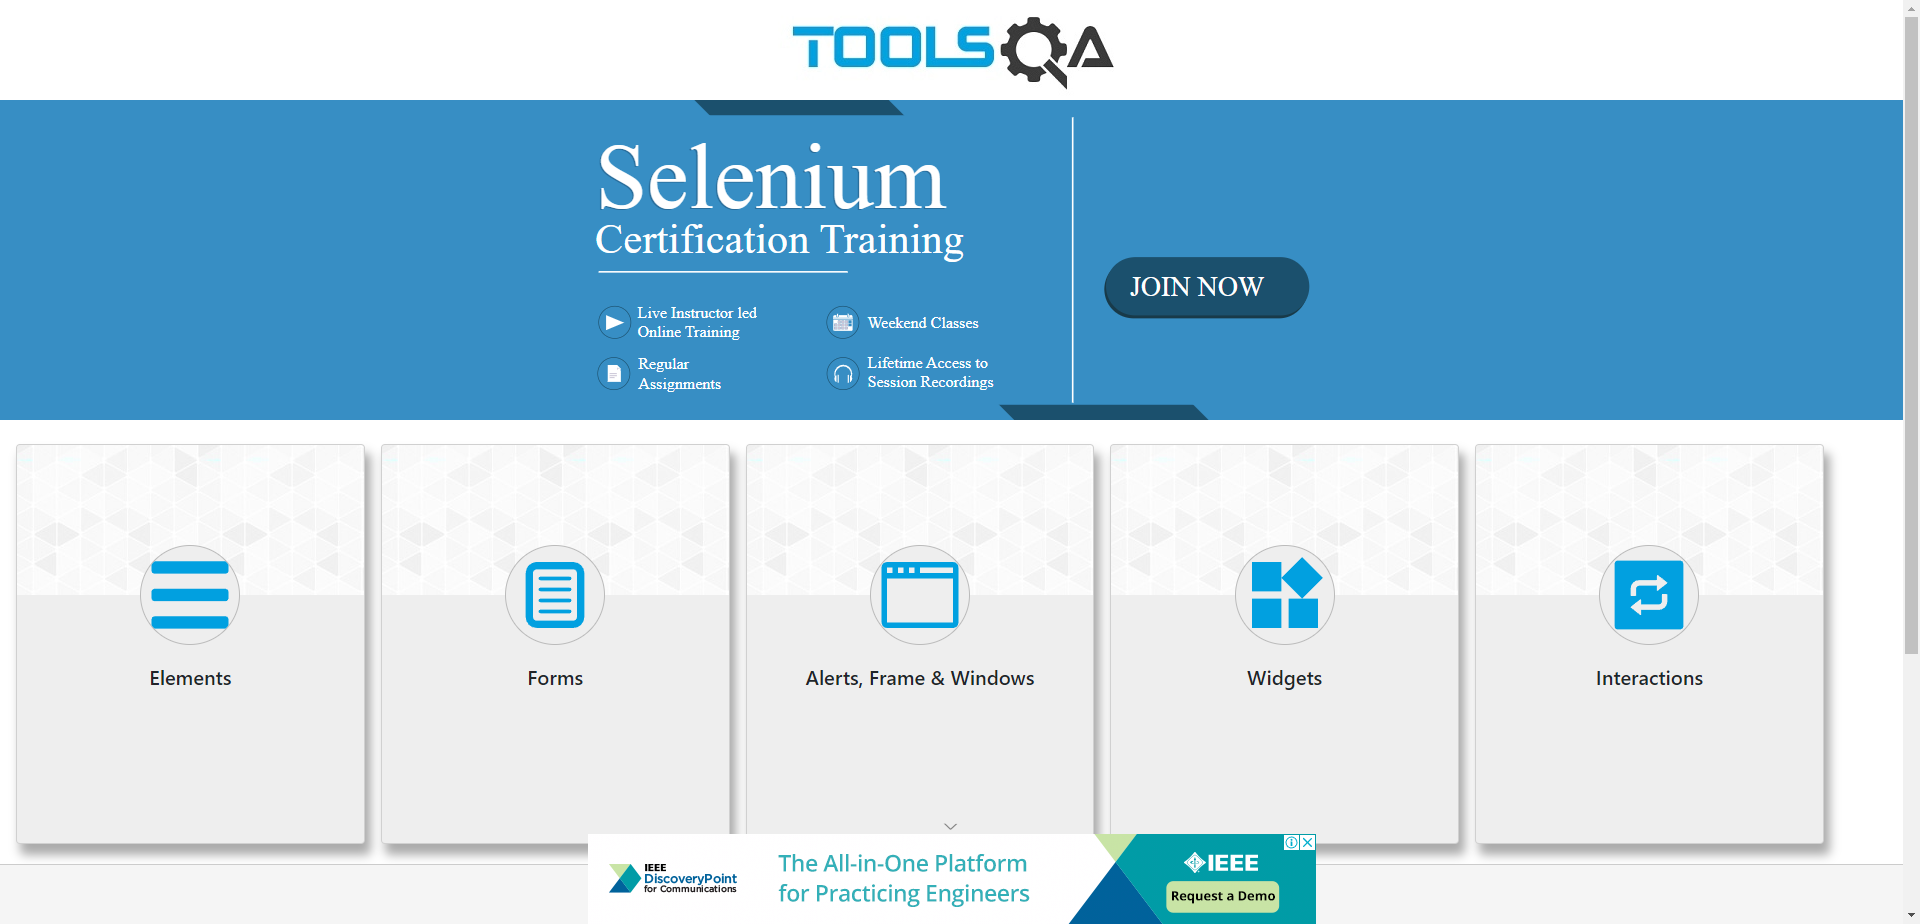 TOOLSQA
Selenium
Certification Training
Live Instructor led
Online Training
Weekend Classes
Regular
Assignments
Lifetime Access to
Session Recordings
JOIN NOW
Elements
Forms
Alerts, Frame & Windows
Widgets
Interactions
IEEE
DiscoveryPoint
for Communications
The All-in-One Platform
for Practicing Engineers
IEEE
Request a Demo